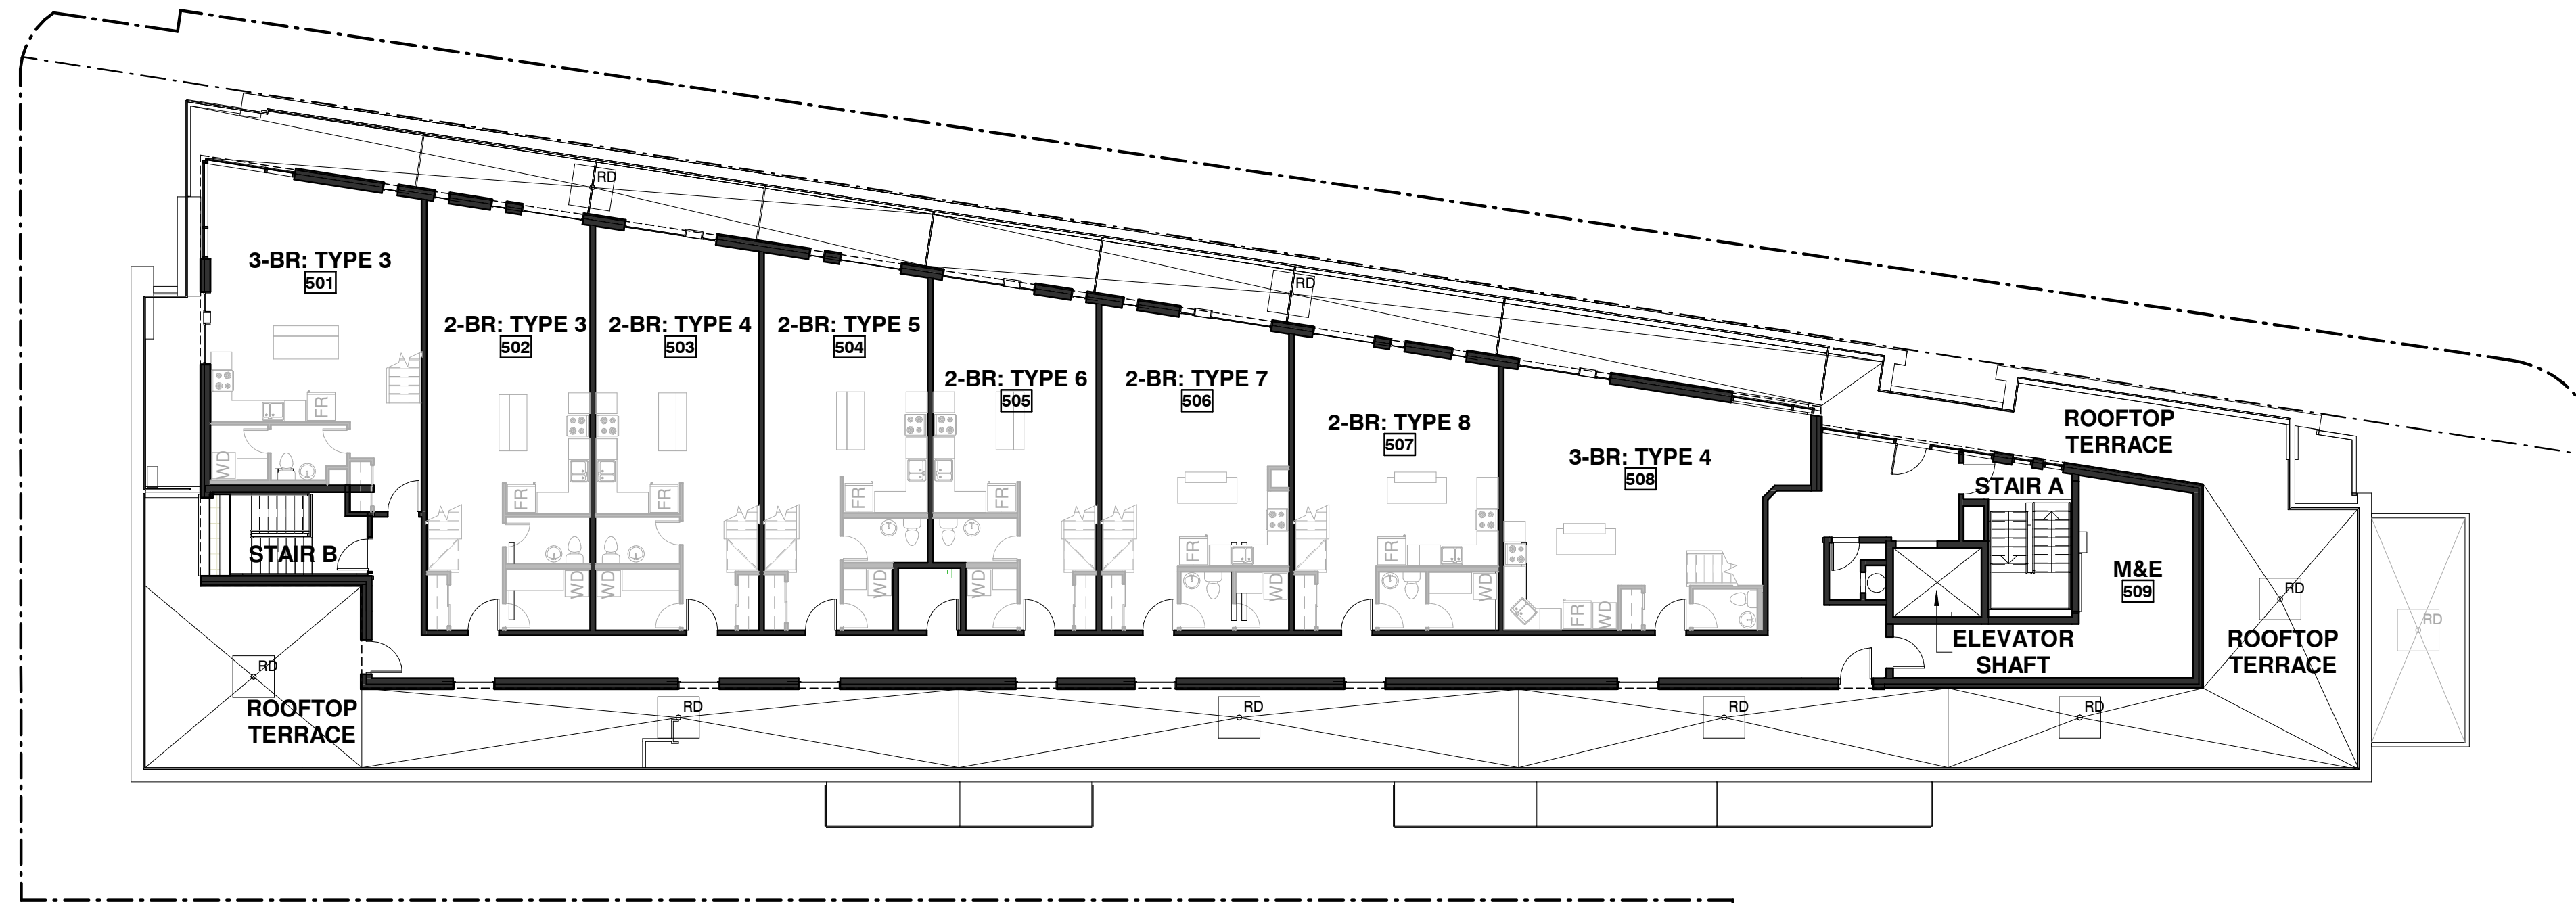 RD
RD
3-BR: TYPE 3
501
2-BR: TYPE 3
502
2-BR: TYPE 4
503
2-BR: TYPE 5
504
2-BR: TYPE 6
505
2-BR: TYPE 7
506
2-BR: TYPE 8
507
3-BR: TYPE 4
508
ROOFTOP
TERRACE
FR
WD
FR
WD
FR
WD
FR
WD
FR
WD
FR
WD
FR
WD
FR
WD
STAIR A
STAIR B
M&E
509
ELEVATOR
SHAFT
RD
ROOFTOP
TERRACE
RD
RD
ROOFTOP
TERRACE
RD
RD
RD
RD